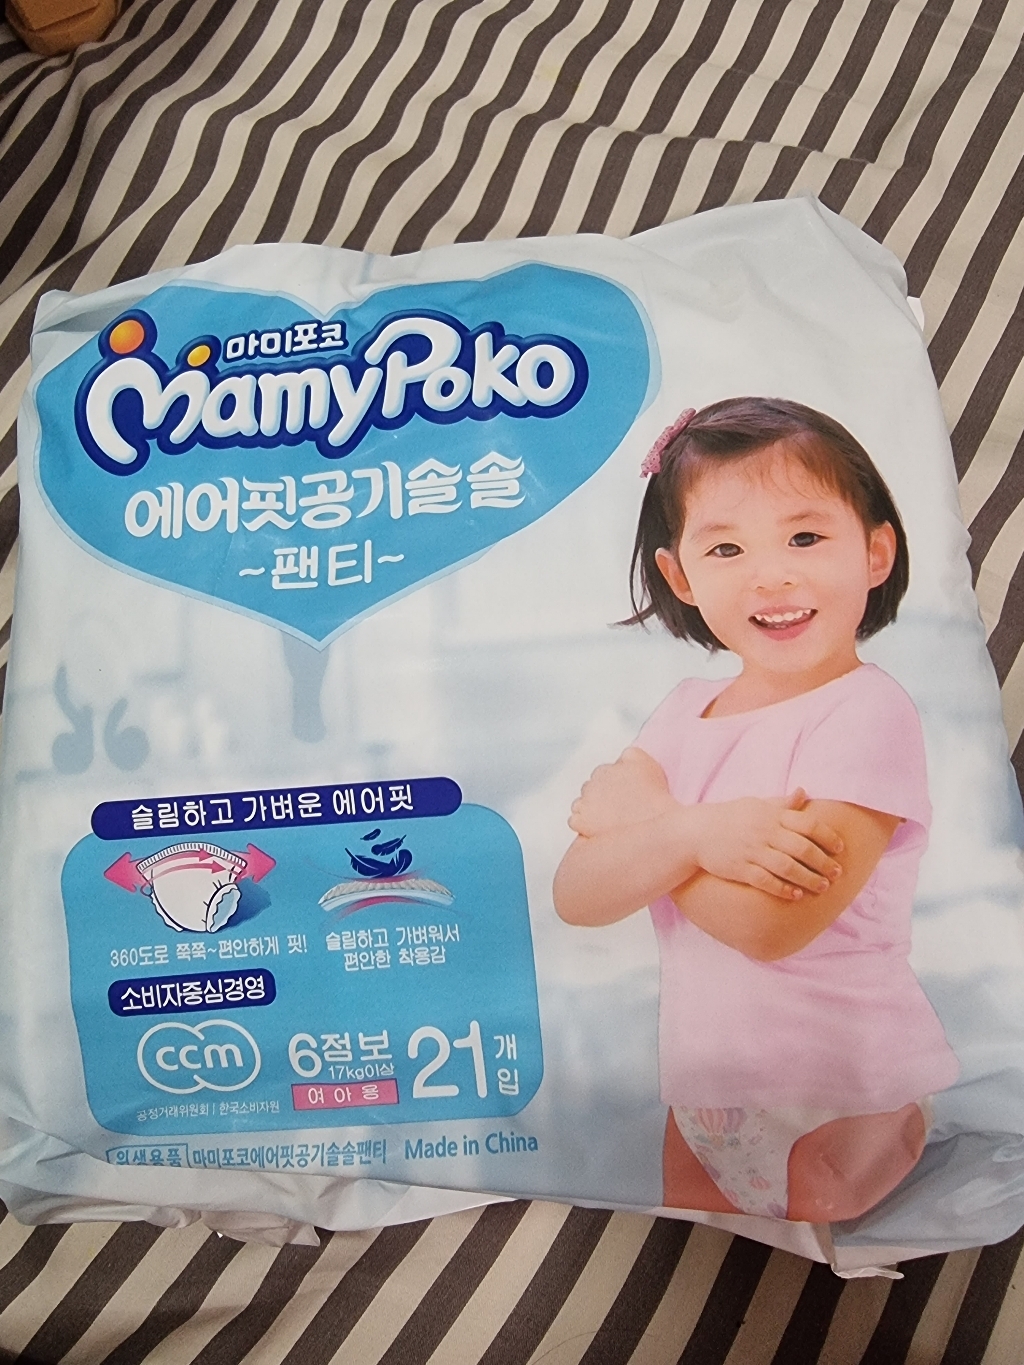 마미포코
MamyPoko
에어핏공기솔솔
~팬티~
슬림하고 가벼운 에어핏
360도로 쭉쭉~편안하게 핏!
슬림하고 가벼워서
편안한 착용감
소비자중심경영
ccm
공정거래위원회 | 한국소비자원
6점보
17kg이상
여아용
21개입
위생용품 마미포코에어핏공기솔솔팬티 Made in China